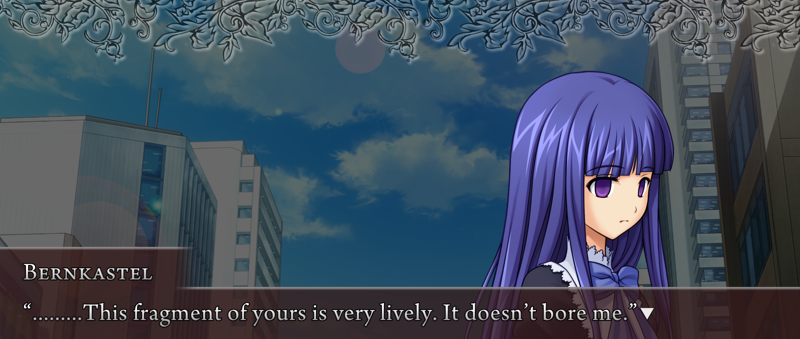 Bernkastel
“.........This fragment of yours is very lively. It doesn’t bore me.”